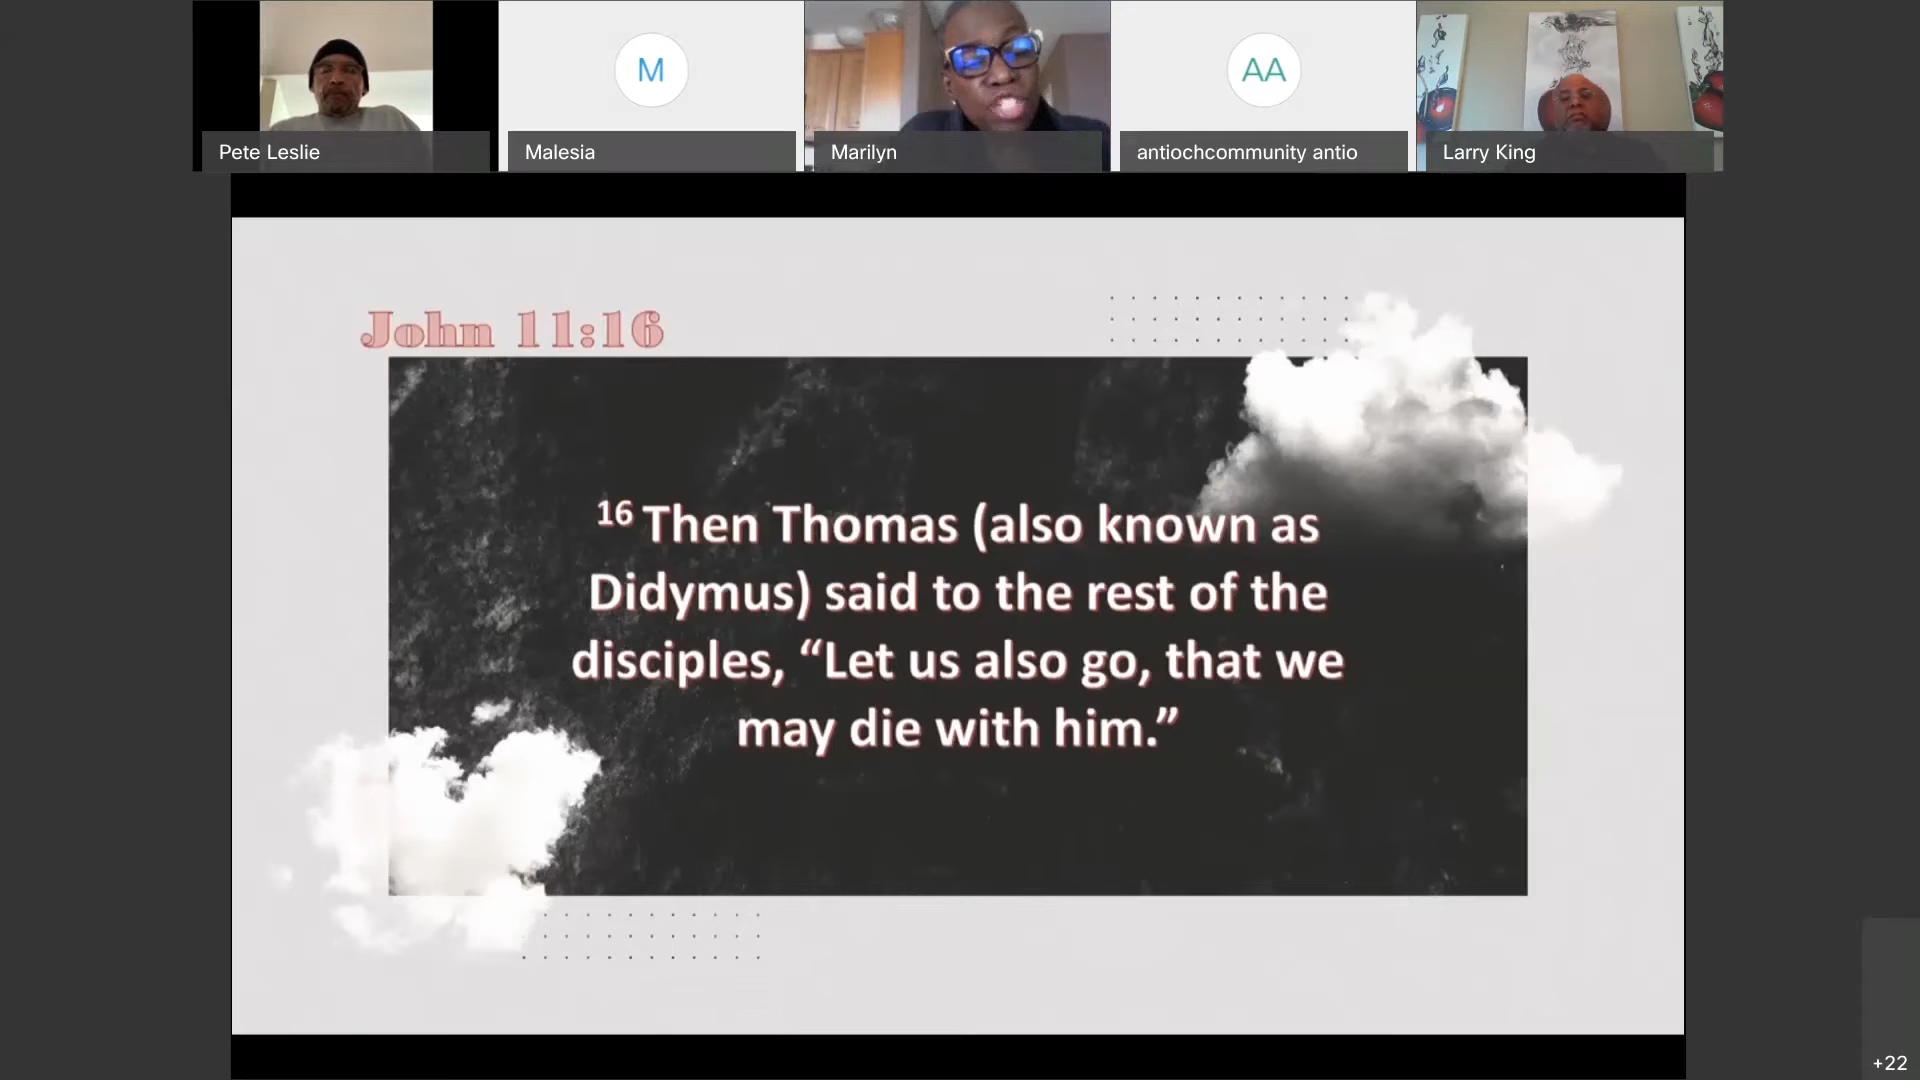 M
AA
Pete Leslie
Malesia
Marilyn
antiochcommunity antio
Larry King
John 11:16
16 Then Thomas (also known as
Didymus) said to the rest of the
disciples, “Let us also go, that we
may die with him.”
+22